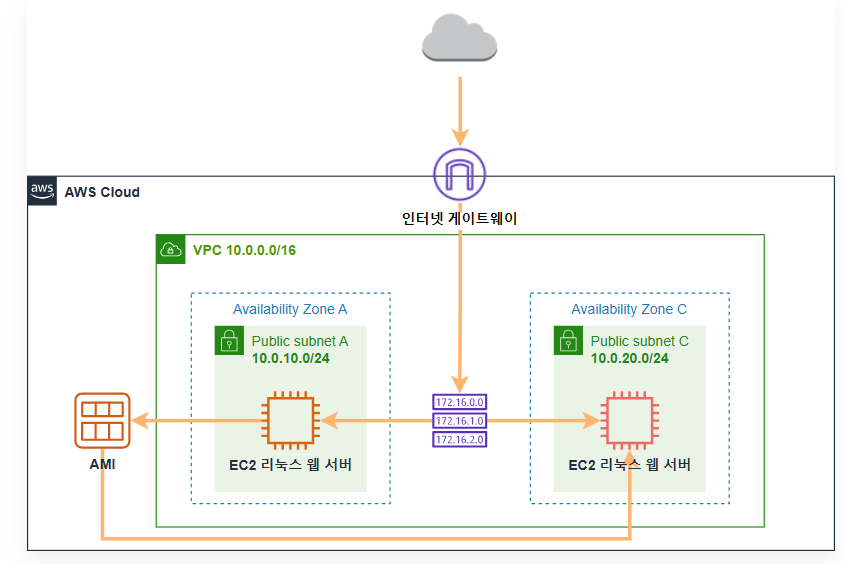 인터넷 게이트웨이
aws
AWS Cloud
VPC 10.0.0.0/16
Availability Zone A
Public subnet A
10.0.10.0/24
EC2 리눅스 웹 서버
172.16.0.0
172.16.1.0
172.16.2.0
Availability Zone C
Public subnet C
10.0.20.0/24
EC2 리눅스 웹 서버
AMI